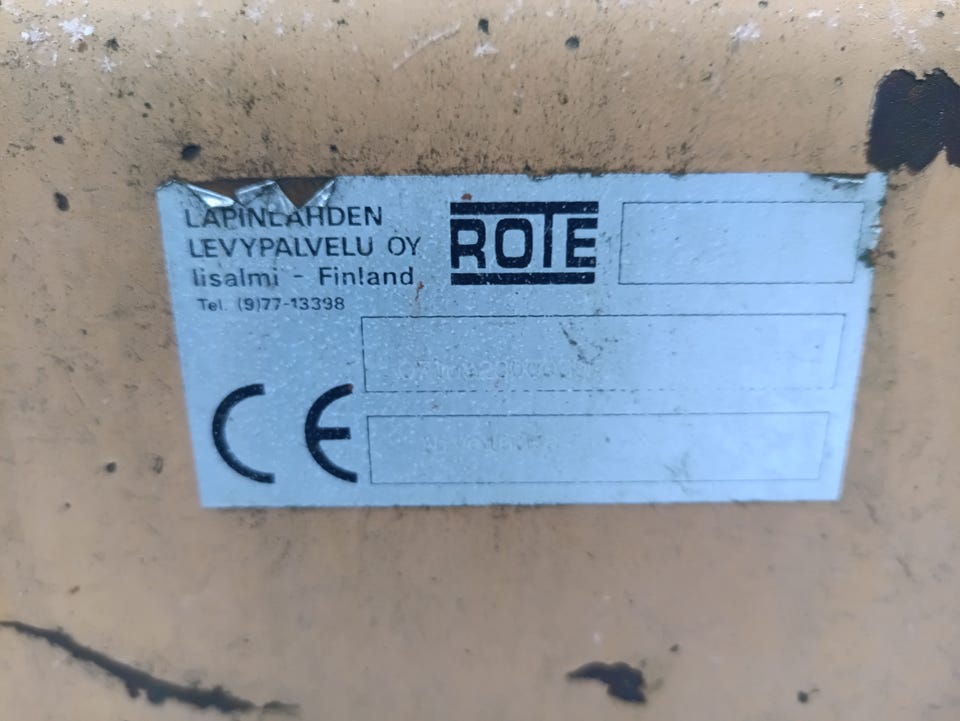 LAPINLAHDEN
LEVYPALVELU OY
Iisalmi - Finland
Tel. (9)77-13398
ROTE
CE